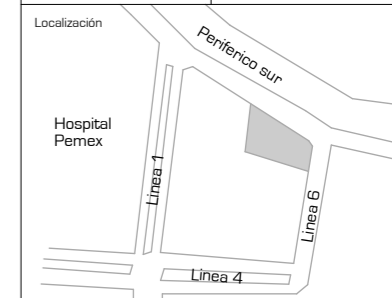 Localización
Periferico sur
Hospital
Pemex
Linea 1
Linea 6
Linea 4